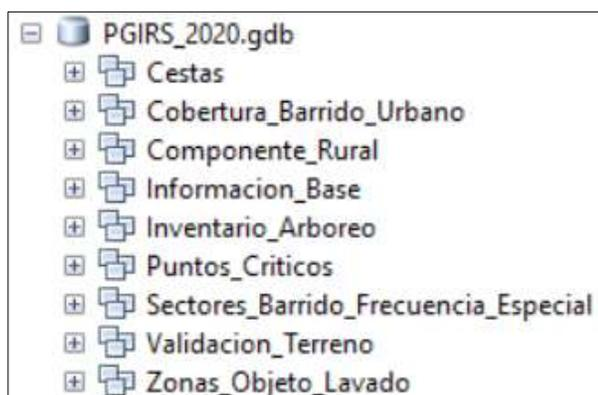 PGIRS_2020.gdb
Cestas
Cobertura_Barrido_Urbano
Componente_Rural
Informacion_Base
Inventario_Arboreo
Puntos_Criticos
Sectores_Barrido_Frecuencia_Especial
Validacion_Terreno
Zonas_Objeto_Lavado